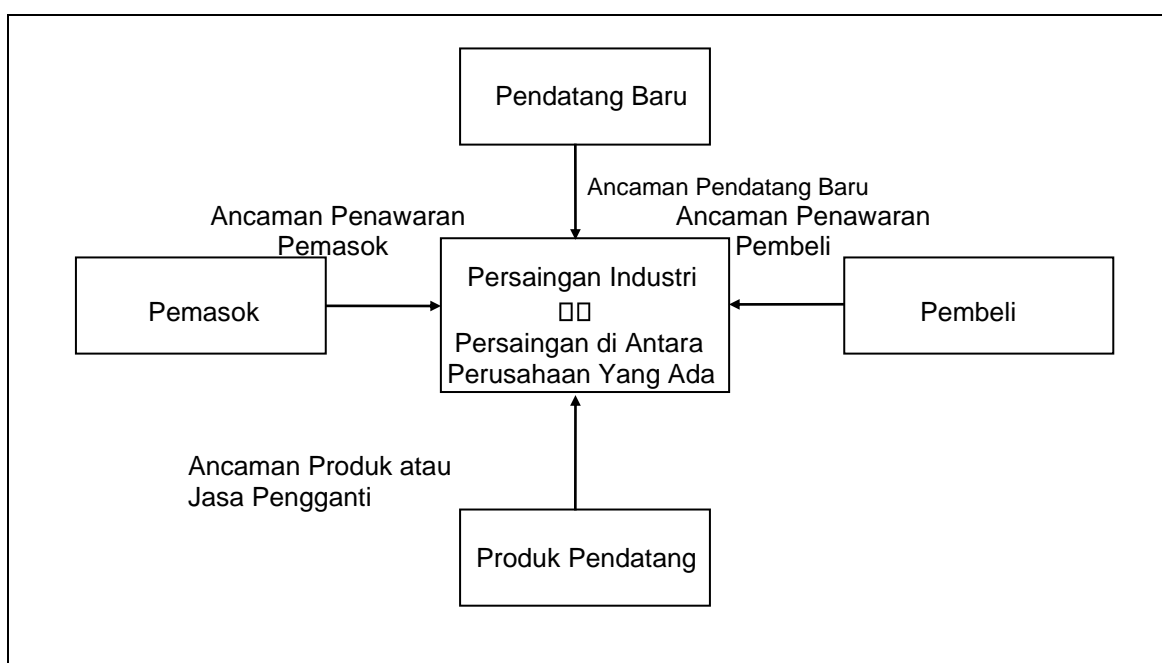 Pendatang Baru
Ancaman Pendatang Baru
Ancaman Penawaran
Pemasok
Ancaman Penawaran
Pembeli
Pemasok
Persaingan Industri
Persaingan di Antara
Perusahaan Yang Ada
Pembeli
Ancaman Produk atau
Jasa Pengganti
Produk Pendatang